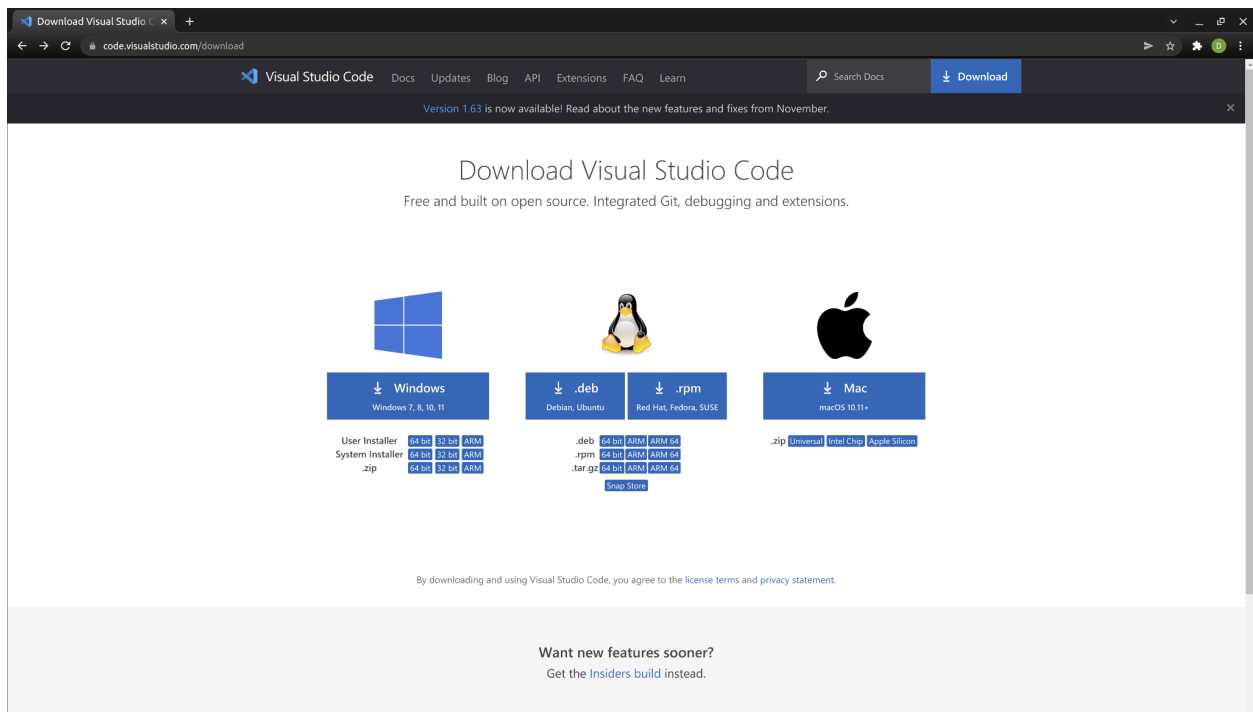 Download Visual Studio C
code.visualstudio.com/download
D
Visual Studio Code Docs Updates Blog API Extensions FAQ Learn Search Docs Download
Version 1.63 is now available! Read about the new features and fixes from November.
Download Visual Studio Code
Free and built on open source. Integrated Git, debugging and extensions.
Windows
Windows 7, 8, 10, 11
User Installer 64 bit 32 bit ARM
System Installer 64 bit 32 bit ARM
.zip 64 bit 32 bit ARM
.deb
Debian, Ubuntu
.rpm
Red Hat, Fedora, SUSE
.deb 64 bit ARM ARM 64
.rpm 64 bit ARM ARM 64
.tar.gz 64 bit ARM ARM 64
Snap Store
Mac
macOS 10.11+
.zip Universal Intel Chip Apple Silicon
By downloading and using Visual Studio Code, you agree to the license terms and privacy statement.
Want new features sooner?
Get the Insiders build instead.